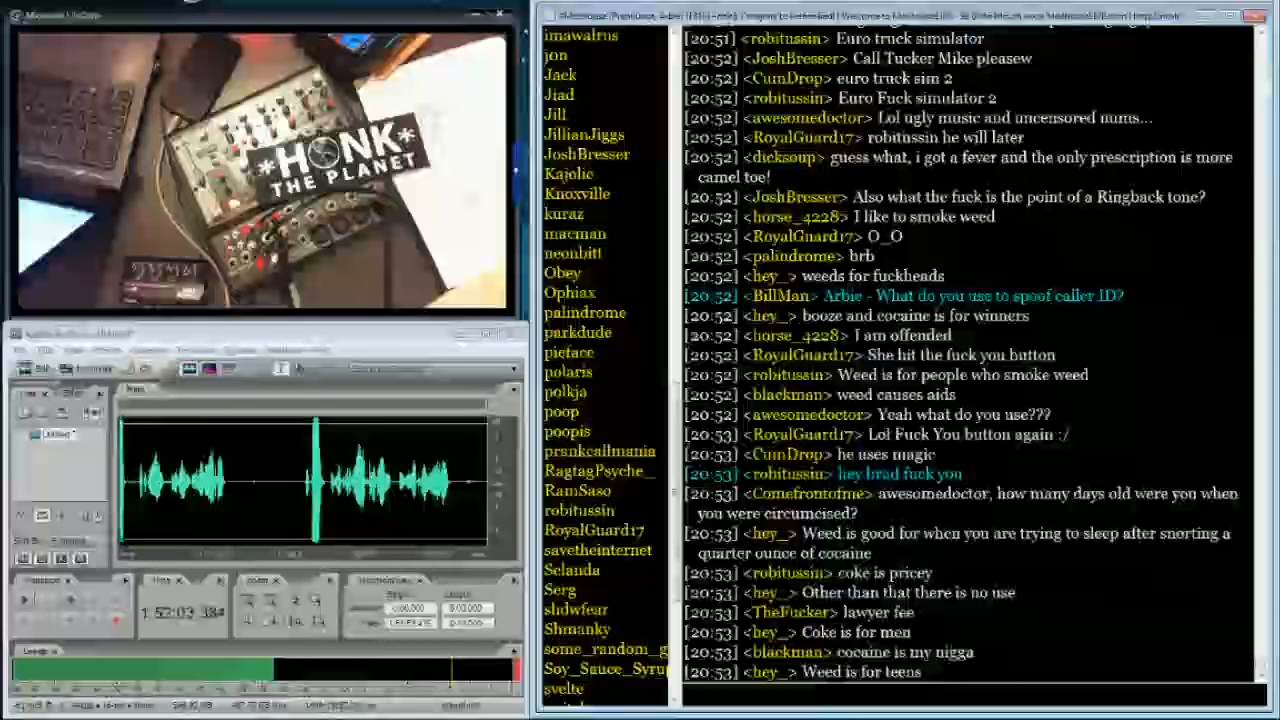 *HONK*
THE PLANET
imawalrus
jon
Jack
Jiad
Jill
JillianJiggs
JoshBresser
Kajolic
Knoxville
kuraz
macman
neonbitt
Obey
Ophiax
palindrome
parkdude
pieface
polaris
polkja
poop
poopis
prankcallmania
RagtagPsyche_
RamSaso
robitussin
RoyalGuard17
savetheinternet
Selanda
Serg
shdwfear
Shmanky
some_random_g
Soy_Sauce_Syru
svelte
[20:51] <robitussin> Euro truck simulator
[20:52] <JoshBresser> Call Tucker Mike pleasew
[20:52] <CumDrop> euro truck sim 2
[20:52] <robitussin> Euro Fuck simulator 2
[20:52] <awesomedoctor> Lol ugly music and uncensored nums...
[20:52] <RoyalGuard17> robitussin he will later
[20:52] <dicksoup> guess what, i got a fever and the only prescription is more
camel toe!
[20:52] <JoshBresser> Also what the fuck is the point of a Ringback tone?
[20:52] <horse_4228> I like to smoke weed
[20:52] <RoyalGuard17> O_O
[20:52] <palindrome> brb
[20:52] <hey_> weeds for fuckheads
[20:52] <BillMan> Arbie - What do you use to spoof caller ID?
[20:52] <hey_> booze and cocaine is for winners
[20:52] <horse_4228> I am offended
[20:52] <RoyalGuard17> She hit the fuck you button
[20:52] <robitussin> Weed is for people who smoke weed
[20:52] <blackman> weed causes aids
[20:52] <awesomedoctor> Yeah what do you use???
[20:53] <RoyalGuard17> Lol Fuck You button again :/
[20:53] <CumDrop> he uses magic
[20:53] <robitussin> hey brad fuck you
[20:53] <Comefrontofme> awesomedoctor, how many days old were you when
you were circumcised?
[20:53] <hey_> Weed is good for when you are trying to sleep after snorting a
quarter ounce of cocaine
[20:53] <robitussin> coke is pricey
[20:53] <hey_> Other than that there is no use
[20:53] <TheFucker> lawyer fee
[20:53] <hey_> Coke is for men
[20:53] <blackman> cocaine is my nigga
[20:53] <hey_> Weed is for teens
1:52:03.384